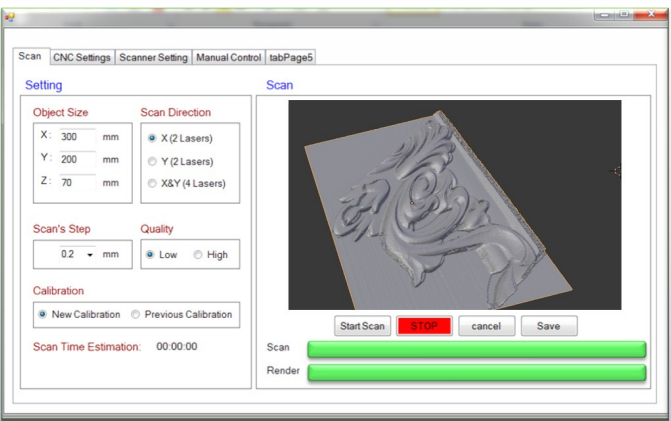 Scan CNC Settings Scanner Setting Manual Control tabPage5
Setting
Object Size
X: 300 mm
Y: 200 mm
Z: 70 mm
Scan Direction
X (2 Lasers)
Y (2 Lasers)
X&Y (4 Lasers)
Scan's Step
0.2 mm
Quality
Low High
Calibration
New Calibration Previous Calibration
Scan Time Estimation: 00:00:00
Scan
Start Scan STOP cancel Save
Scan
Render